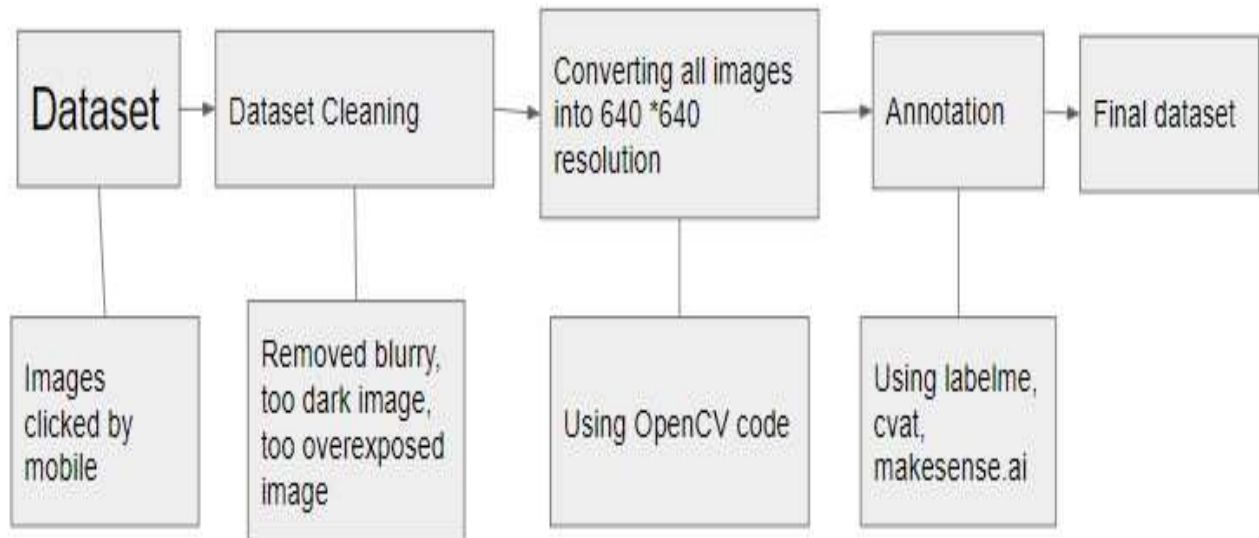 Dataset
Dataset Cleaning
Converting all images
into 640 *640
resolution
Annotation
Final dataset
Images
clicked by
mobile
Removed blurry,
too dark image,
too overexposed
image
Using OpenCV code
Using labelme,
cvat,
makesense.ai